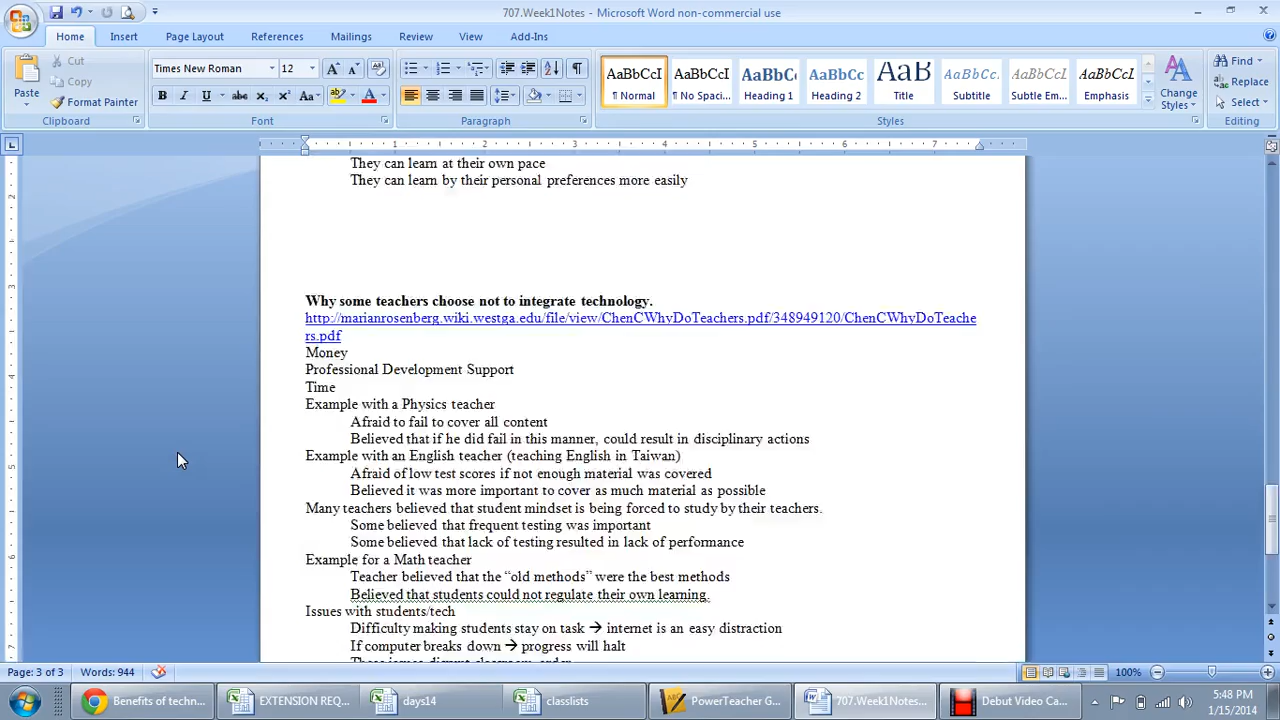 707.Week1Notes - Microsoft Word non-commercial use
Home Insert Page Layout References Mailings Review View Add-Ins
Paste Cut Copy Format Painter Clipboard
Times New Roman 12 Font
Paragraph
AaBbCcI AaBbCcI AaBbCc AaBbCc AaB AaBbCcI AaBbCcI AaBbCcI
¶ Normal ¶ No Spaci... Heading 1 Heading 2 Title Subtitle Subtle Em... Emphasis
Change Styles Styles
Find Replace Select Editing
They can learn at their own pace
They can learn by their personal preferences more easily
Why some teachers choose not to integrate technology.
http://marianrosenberg.wiki.westga.edu/file/view/ChenCWhyDoTeachers.pdf/348949120/ChenCWhyDoTeache
rs.pdf
Money
Professional Development Support
Time
Example with a Physics teacher
Afraid to fail to cover all content
Believed that if he did fail in this manner, could result in disciplinary actions
Example with an English teacher (teaching English in Taiwan)
Afraid of low test scores if not enough material was covered
Believed it was more important to cover as much material as possible
Many teachers believed that student mindset is being forced to study by their teachers.
Some believed that frequent testing was important
Some believed that lack of testing resulted in lack of performance
Example for a Math teacher
Teacher believed that the “old methods” were the best methods
Believed that students could not regulate their own learning.
Issues with students/tech
Difficulty making students stay on task → internet is an easy distraction
If computer breaks down → progress will halt
Page: 3 of 3 Words: 944 100%
Benefits of techn... EXTENSION REQ... days14 classlists PowerTeacher G... 707.Week1Notes... Debut Video Ca...
5:48 PM
1/15/2014